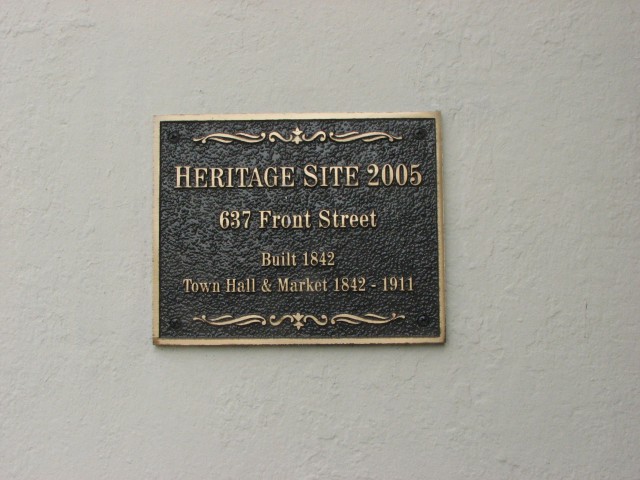 HERITAGE SITE 2005
637 Front Street
Built 1842
Town Hall & Market 1842 - 1911